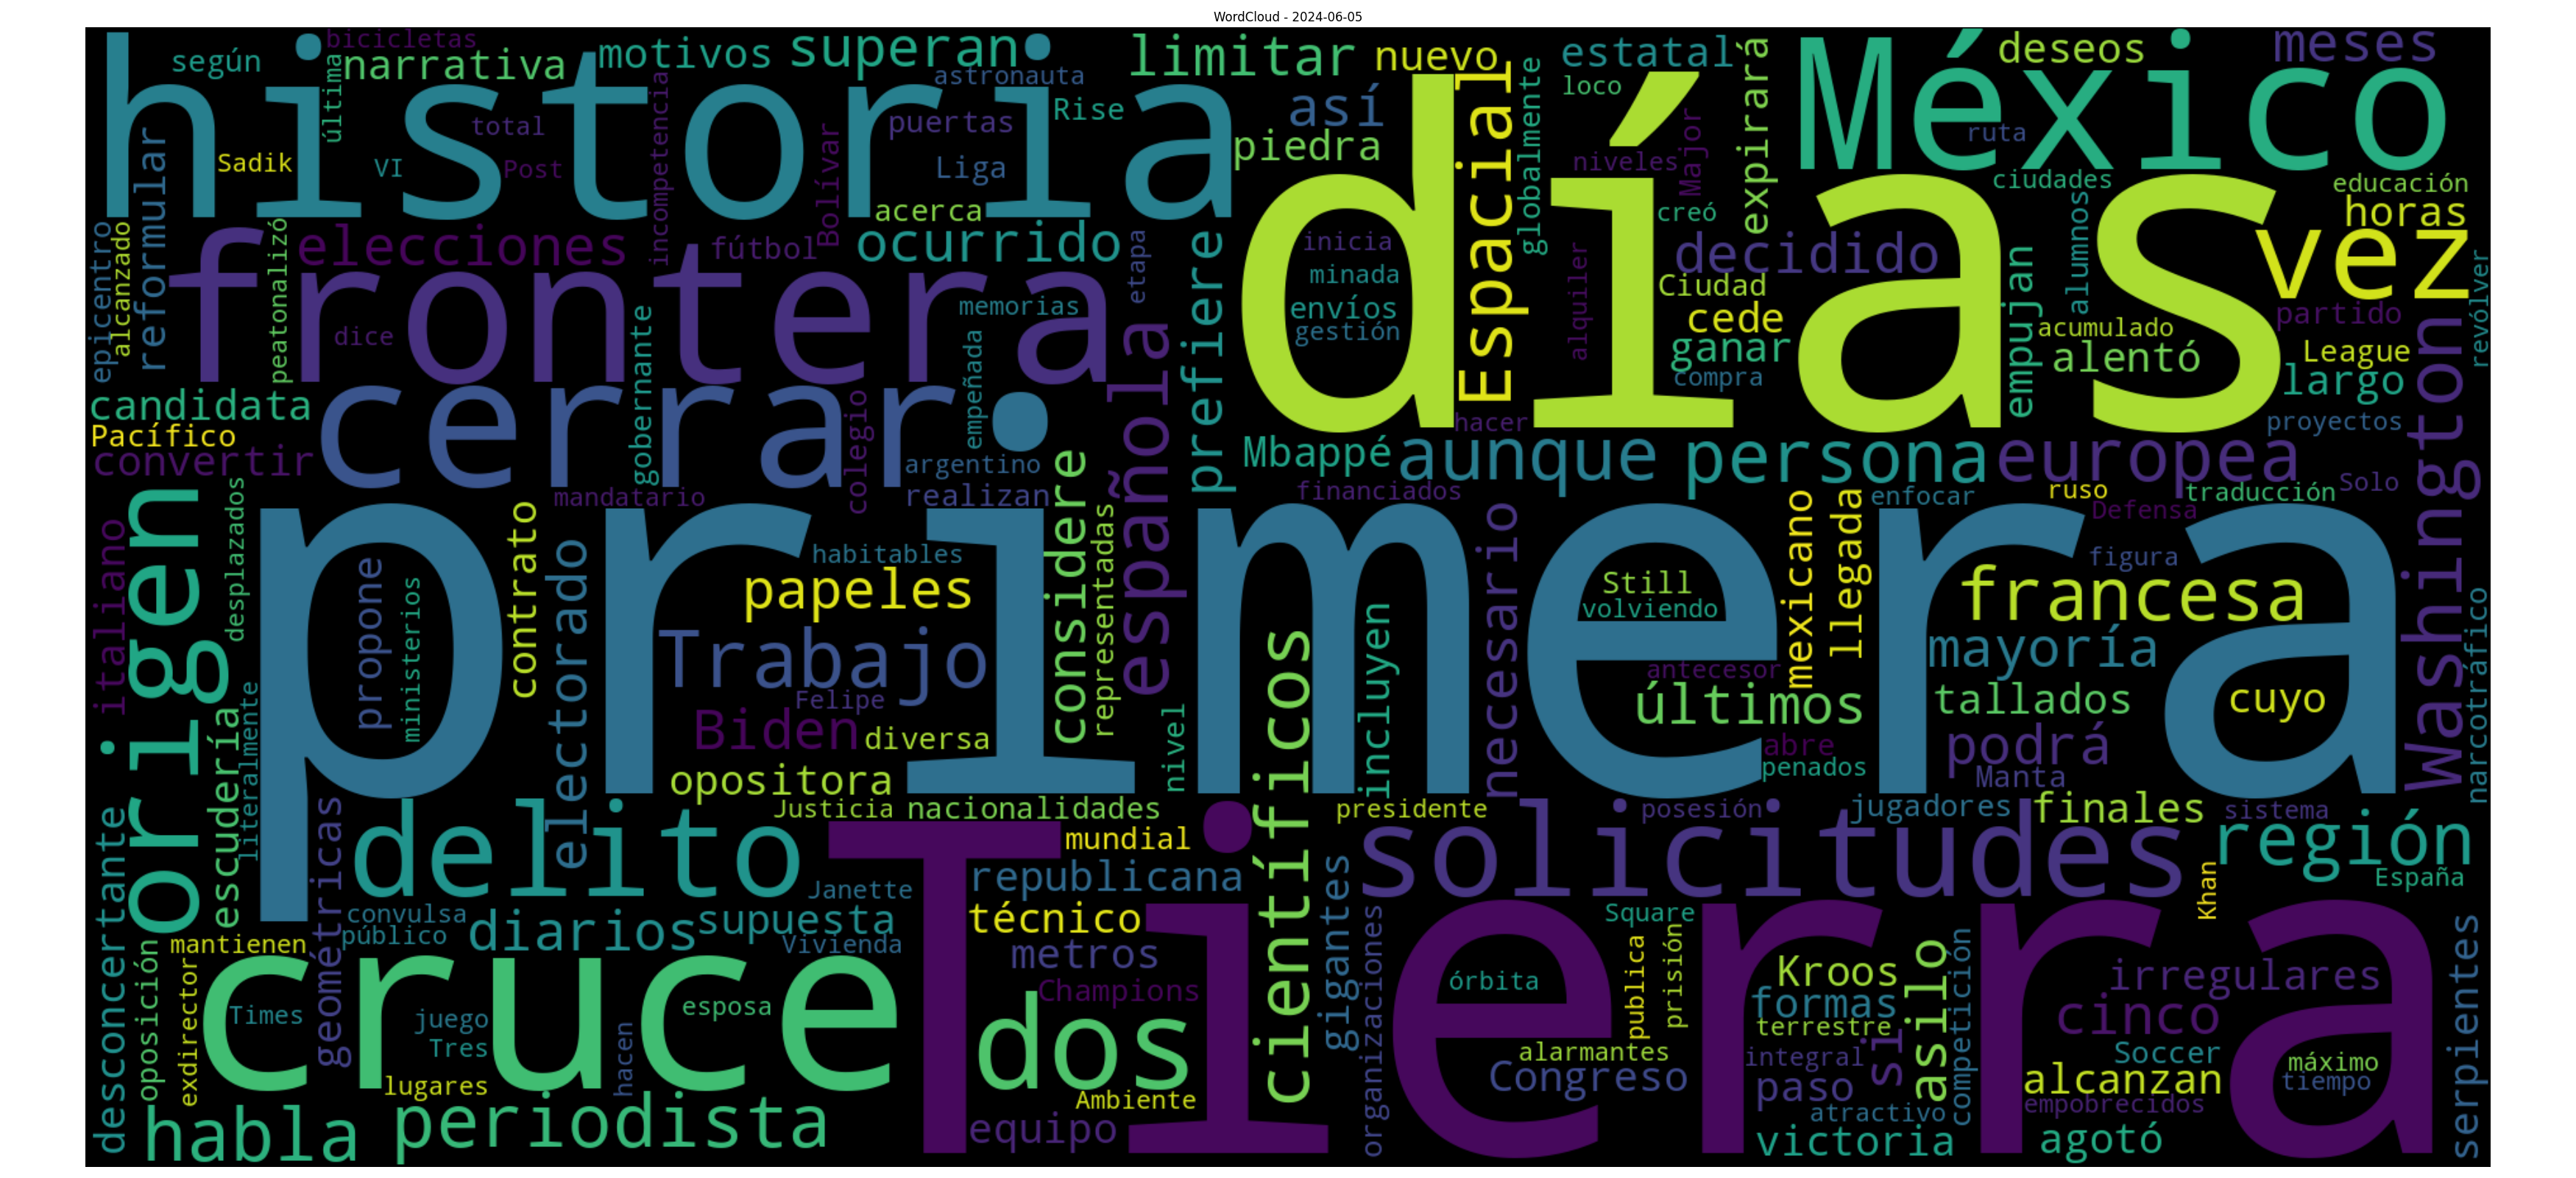 WordCloud - 2024-06-05
bicicletas
según
última
narrativa
motivos
superan
limitar
nuevo
estatal
deseos
meses
historia
astronauta
Rise
así
Espacial
globalmente
loco
expirará
México
ruta
total
puertas
piedra
niveles
Major
reformular
Sadik
VI
Post
incompetencia
Bolívar
Liga
días
ciudades
educación
acerca
creó
alumnos
horas
epicentro
alcanzado
peatonalizó
elecciones
fútbol
ocurrido
etapa
prefiere
inicia
decidido
vez
frontera
minada
alquiler
Ciudad
empujan
revólver
dice
gobernante
memorias
envíos
gestión
cede
acumulado
partido
empeñada
española
ganar
alentó
League
compra
largo
candidata
cerrar
colegio
hacer
proyectos
Washington
Pacífico
convertir
argentino
Mbappé
aunque
persona
europea
desplazados
mandatario
realizan
financiados
enfocar
ruso
traducción
Solo
origen
italiano
contrato
considere
representadas
necesario
mexicano
llegada
Defensa
primera
habitables
figura
propone
ministerios
electorado
papeles
Still
volviendo
francesa
narcotráfico
Trabajo
incluyen
antecesor
mayoría
Felipe
últimos
tallados
cuyo
escudería
literalmente
Biden
diversa
nivel
científicos
abre
podrá
opositora
penados
Manta
desconcertante
geométricas
Justicia
nacionalidades
presidente
posesión
jugadores
finales
sistema
delito
mundial
solicitudes
región
Janette
republicana
gigantes
Khan
España
convulsa
público
diarios
supuesta
técnico
organizaciones
Square
mantienen
oposición
exdirector
Vivienda
metros
publica
prisión
Kroos
asilo
competición
irregulares
serpientes
cruce
Champions
órbita
formas
Times
juego
esposa
dos
Tierra
terrestre
cinco
Tres
hacen
alarmantes
integral
si
Soccer
máximo
lugares
Ambiente
Congreso
paso
alcanzan
tiempo
habla
periodista
equipo
atractivo
empobrecidos
victoria
agotó